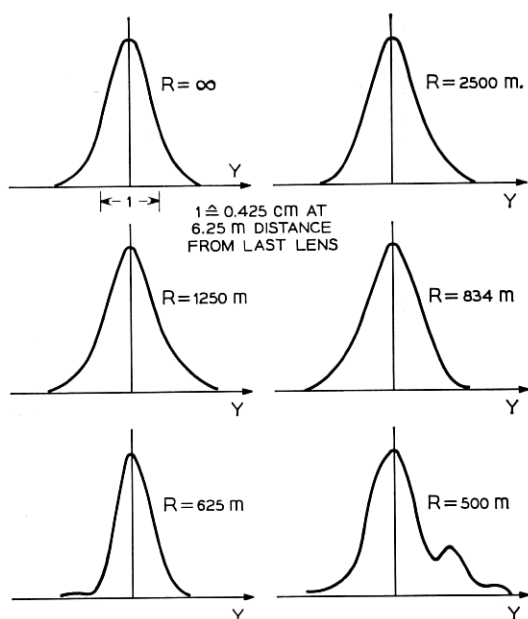 R = ∞
Y
R = 2500 m.
Y
1
1 ≙ 0.425 CM AT
6.25 m DISTANCE
FROM LAST LENS
R = 1250 m
Y
R = 834 m
Y
R = 625 m
Y
R = 500 m
Y